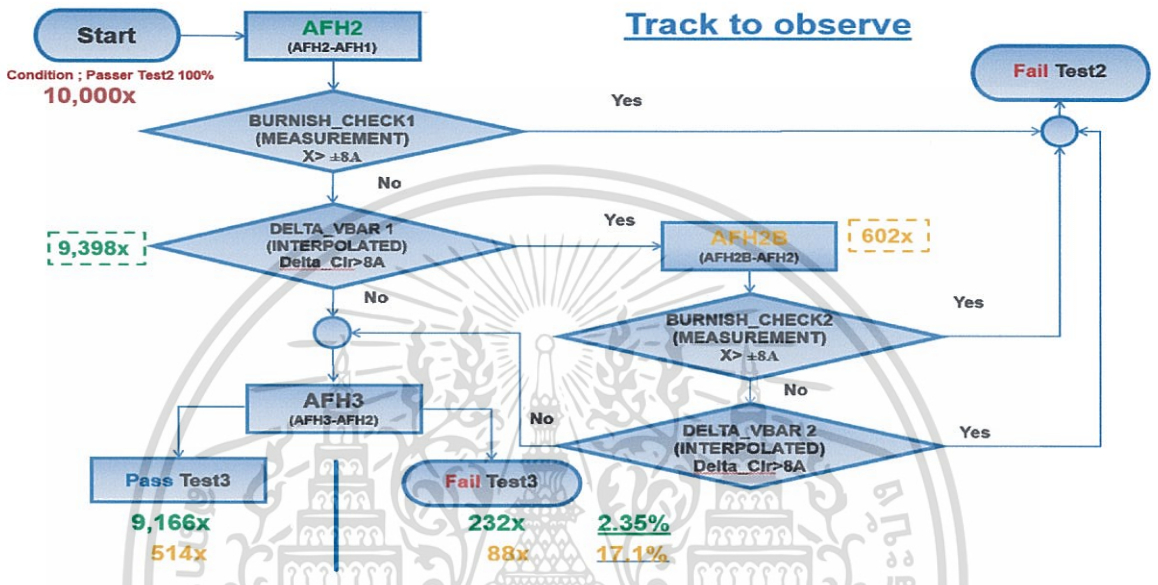 Track to observe
Start
AFH2
(AFH2-AFH1)
Condition ; Passer Test2 100%
10,000x
Fail Test2
Yes
BURNISH_CHECK1
(MEASUREMENT)
X> ±8A
No
DELTA_VBAR 1
(INTERPOLATED)
Delta_Clr>8A
9,398x
Yes
AFH2B
(AFH2B-AFH2)
602x
No
BURNISH_CHECK2
(MEASUREMENT)
X> ±8A
Yes
No
AFH3
(AFH3-AFH2)
No
DELTA_VBAR 2
(INTERPOLATED)
Delta_Clr>8A
Yes
Pass Test3
Fail Test3
9,166x
232x
2.35%
514x
88x
17.1%